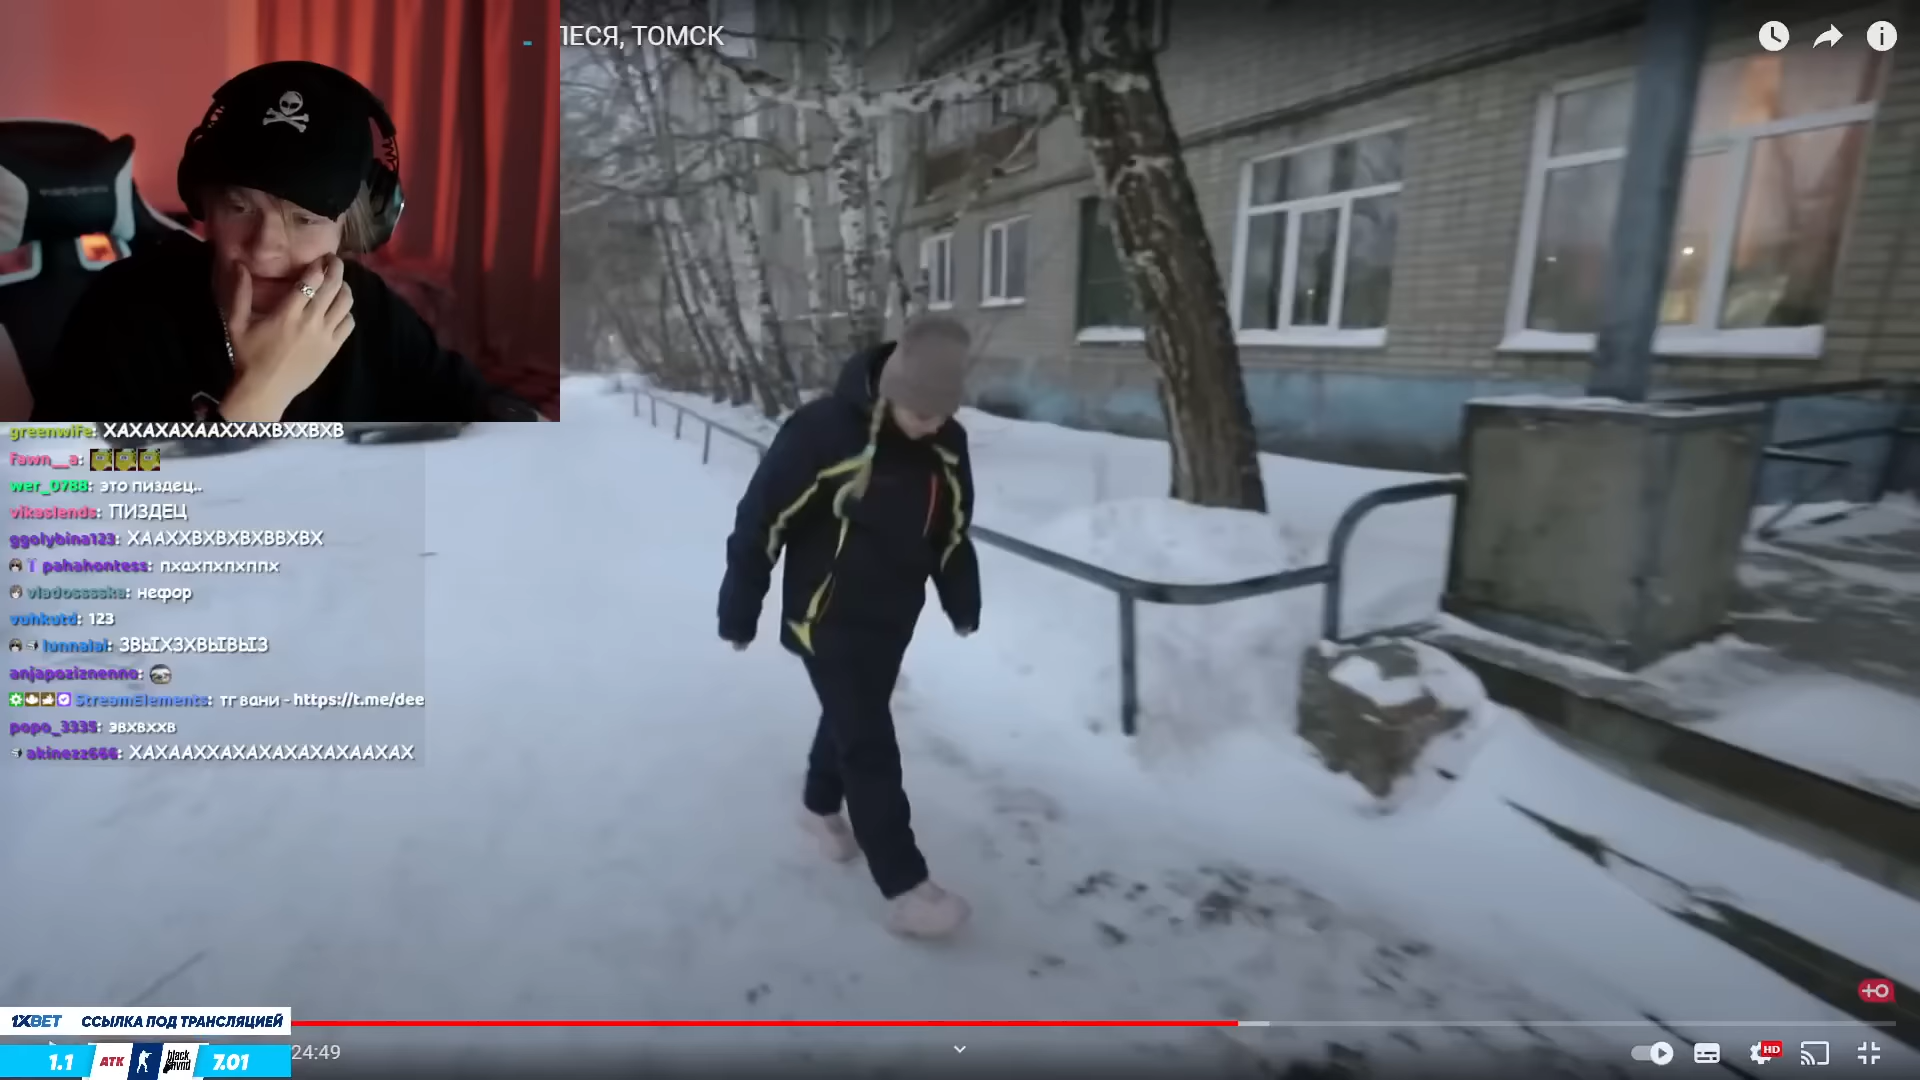 ЛЕСЯ, ТОМСК
greenwife: ХАХАХАХААХХАХВХХВХВ
fawn__a:
wer_0788: это пиздец..
vikaslends: ПИЗДЕЦ
ggolybina123: ХААХХВХВХВХВВХВХ
T pahahontess: пхахпхпхппх
vladosssska: нефор
vuhkutd: 123
lunnalal: ЗВЫХЗХВЫВЫЗ
anjapoziznenno:
StreamElements: тг вани - https://t.me/dee
popo_3335: эвхвххв
akinezz666: ХАХААХХАХАХАХАХАХААХАХ
+Ю
1XBET ССЫЛКА ПОД ТРАНСЛЯЦИЕЙ
24:49
HD
1.1 ATK black 7.01